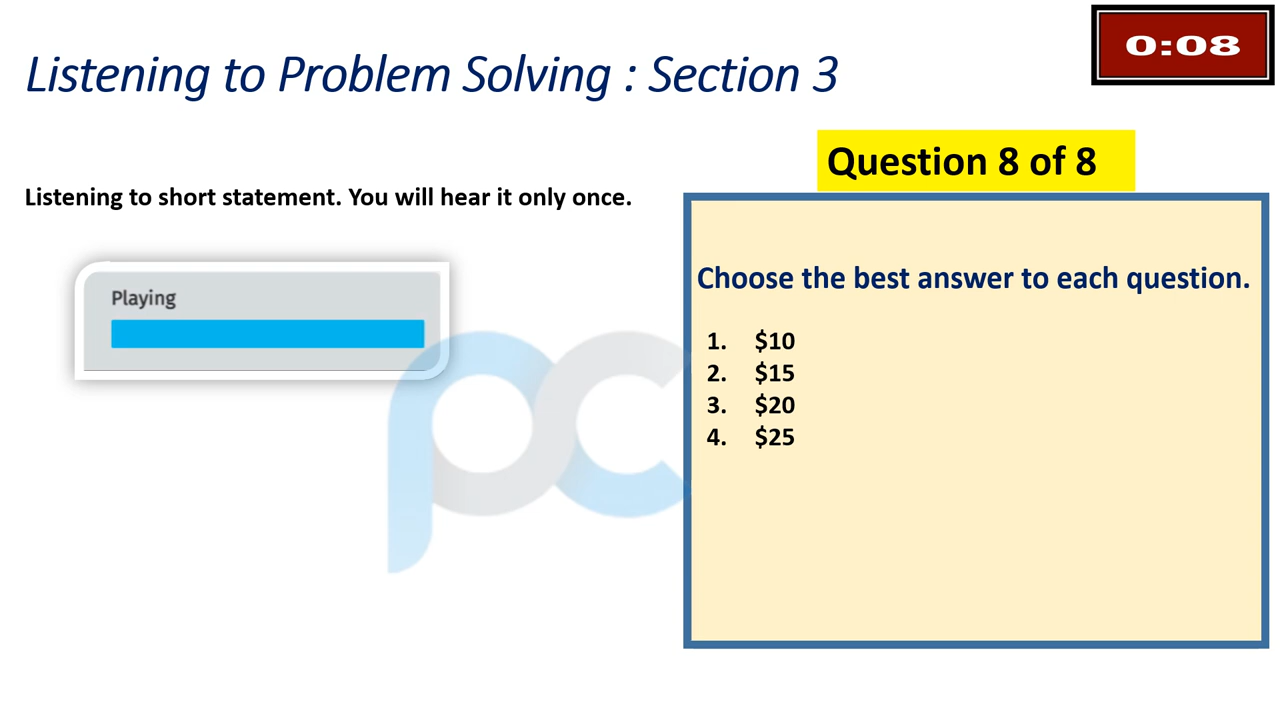 0:08
Listening to Problem Solving : Section 3
Question 8 of 8
Listening to short statement. You will hear it only once.
Playing
Choose the best answer to each question.
1. $10
2. $15
3. $20
4. $25
pc